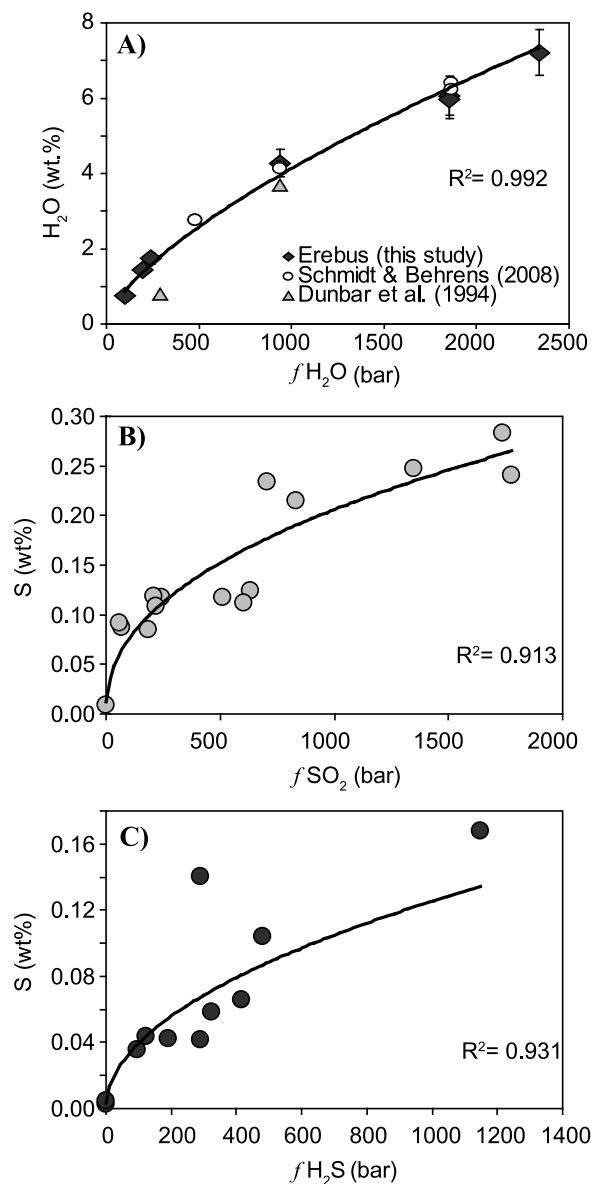 A)
8
6
4
2
0
H₂O (wt.%)
R²= 0.992
Erebus (this study)
Schmidt & Behrens (2008)
Dunbar et al. (1994)
0 500 1000 1500 2000 2500
f H₂O (bar)
B)
0.30
0.25
0.20
0.15
0.10
0.05
0.00
S (wt%)
R²= 0.913
0 500 1000 1500 2000
f SO₂ (bar)
C)
0.16
0.12
0.08
0.04
0.00
S (wt%)
R²= 0.931
0 200 400 600 800 1000 1200 1400
f H₂S (bar)